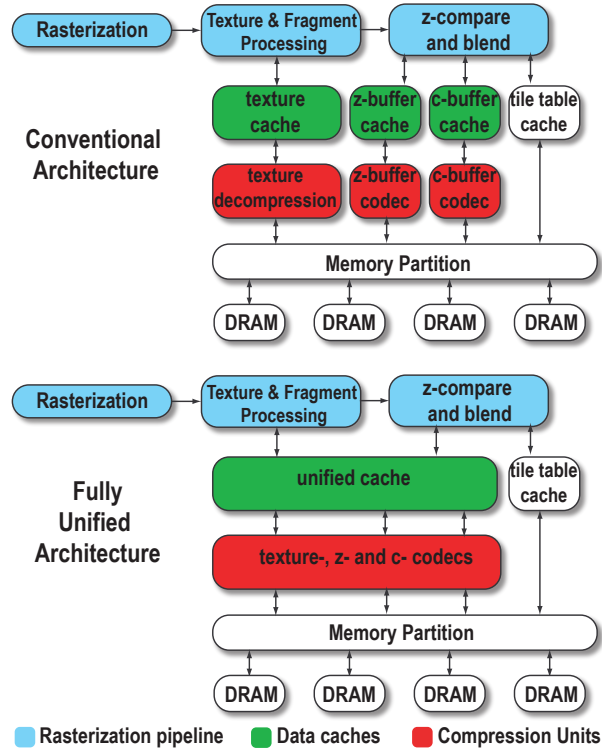 Rasterization
Texture & Fragment
Processing
z-compare
and blend
Conventional
Architecture
texture
cache
z-buffer
cache
c-buffer
cache
tile table
cache
texture
decompression
z-buffer
codec
c-buffer
codec
Memory Partition
DRAM
DRAM
DRAM
DRAM
Rasterization
Texture & Fragment
Processing
z-compare
and blend
Fully
Unified
Architecture
unified cache
tile table
cache
texture-, z- and c- codecs
Memory Partition
DRAM
DRAM
DRAM
DRAM
Rasterization pipeline
Data caches
Compression Units